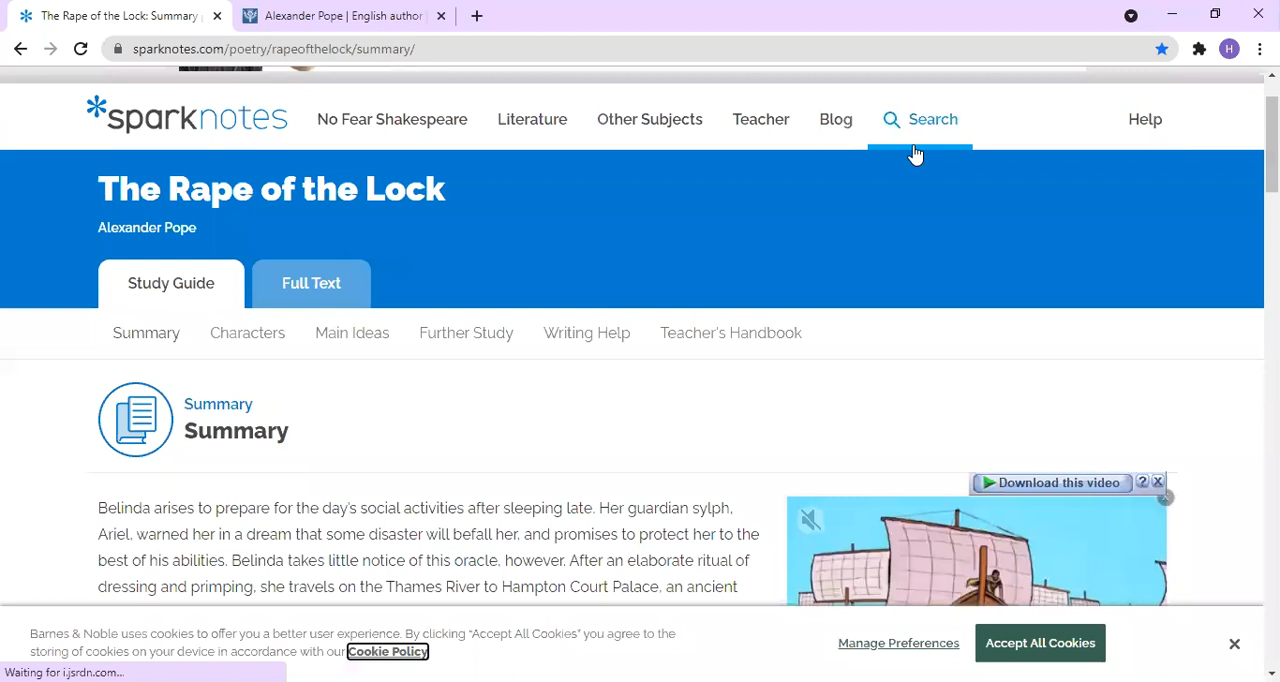 The Rape of the Lock: Summary
Alexander Pope | English author
sparknotes.com/poetry/rapeofthelock/summary/
H
sparknotes
No Fear Shakespeare Literature Other Subjects Teacher Blog Search Help
The Rape of the Lock
Alexander Pope
Study Guide Full Text
Summary Characters Main Ideas Further Study Writing Help Teacher's Handbook
Summary
Summary
Download this video ? X
Belinda arises to prepare for the day's social activities after sleeping late. Her guardian sylph,
Ariel, warned her in a dream that some disaster will befall her, and promises to protect her to the
best of his abilities. Belinda takes little notice of this oracle, however. After an elaborate ritual of
dressing and primping, she travels on the Thames River to Hampton Court Palace, an ancient
Barnes & Noble uses cookies to offer you a better user experience. By clicking “Accept All Cookies” you agree to the
storing of cookies on your device in accordance with our Cookie Policy
Manage Preferences Accept All Cookies
Waiting for i.jsrdn.com...